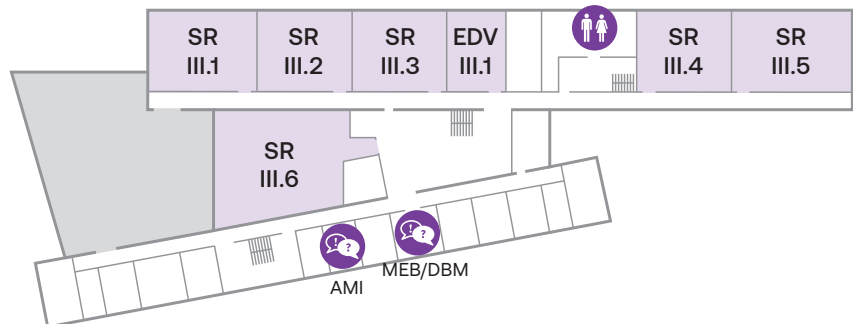 SR
III.1
SR
III.2
SR
III.3
EDV
III.1
SR
III.4
SR
III.5
SR
III.6
! ?
! ?
MEB/DBM
AMI